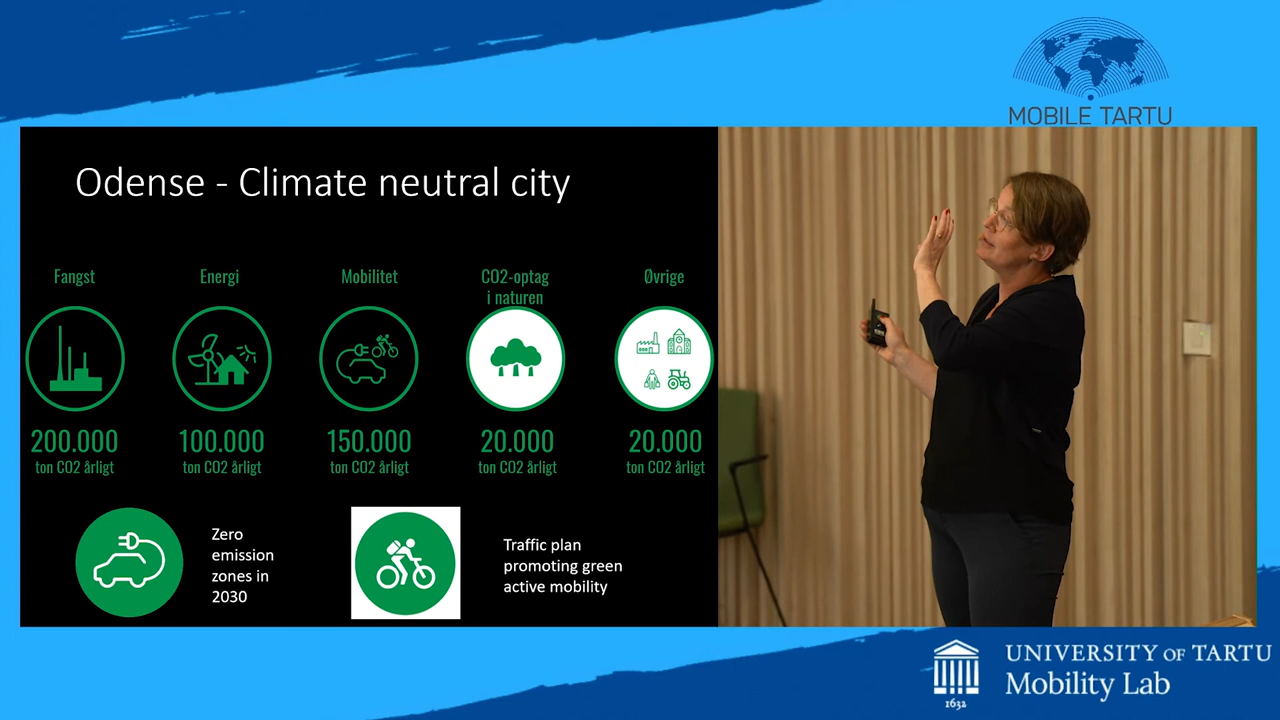 MOBILE TARTU
Odense - Climate neutral city
Fangst
Energi
Mobilitet
CO2-optag
i naturen
Øvrige
200.000
ton CO2 årligt
100.000
ton CO2 årligt
150.000
ton CO2 årligt
20.000
ton CO2 årligt
20.000
ton CO2 årligt
Zero
emission
zones in
2030
Traffic plan
promoting green
active mobility
1632
UNIVERSITY OF TARTU
Mobility Lab